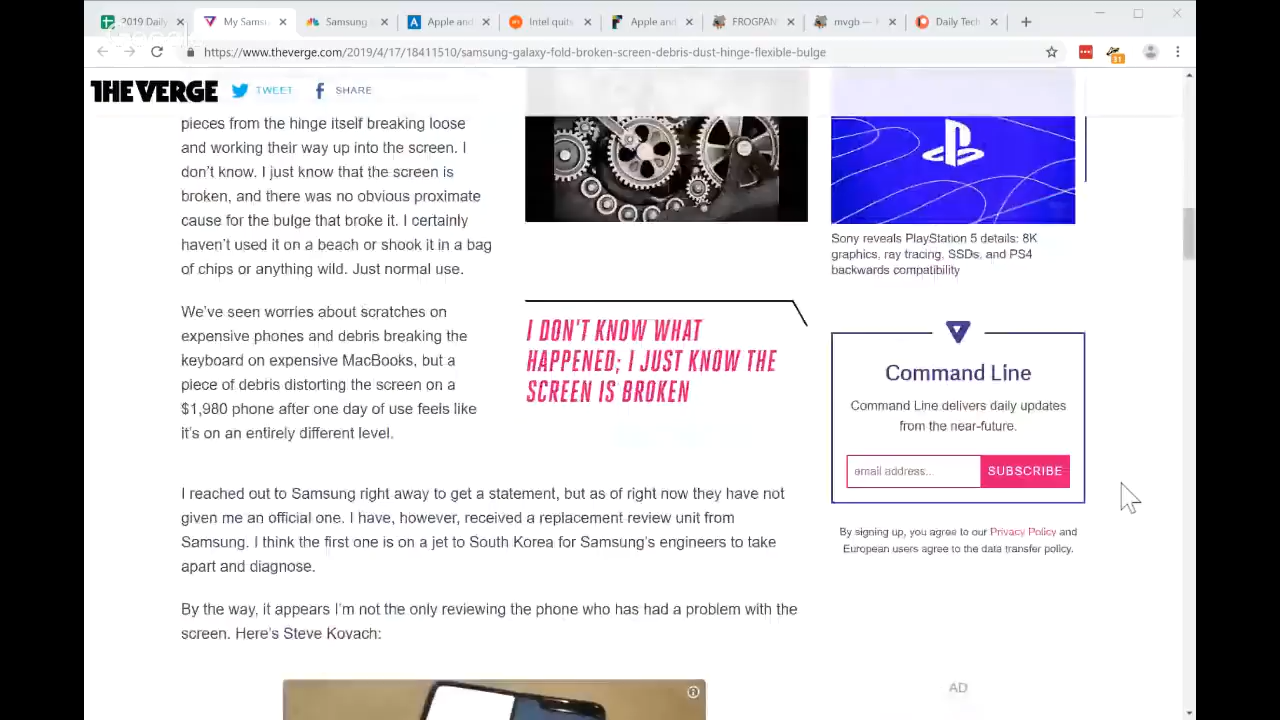 2019 Daily
My Samsu
Samsung
Apple and
Intel quits
Apple and
FROGPAN
mvgb —
Daily Tech
https://www.theverge.com/2019/4/17/18411510/samsung-galaxy-fold-broken-screen-debris-dust-hinge-flexible-bulge
31
THE VERGE
TWEET
SHARE
pieces from the hinge itself breaking loose
and working their way up into the screen. I
don't know. I just know that the screen is
broken, and there was no obvious proximate
cause for the bulge that broke it. I certainly
haven't used it on a beach or shook it in a bag
of chips or anything wild. Just normal use.
We've seen worries about scratches on
expensive phones and debris breaking the
keyboard on expensive MacBooks, but a
piece of debris distorting the screen on a
$1,980 phone after one day of use feels like
it's on an entirely different level.
I DON'T KNOW WHAT
HAPPENED; I JUST KNOW THE
SCREEN IS BROKEN
Sony reveals PlayStation 5 details: 8K
graphics, ray tracing, SSDs, and PS4
backwards compatibility
Command Line
Command Line delivers daily updates
from the near-future.
email address...
SUBSCRIBE
By signing up, you agree to our Privacy Policy and
European users agree to the data transfer policy.
I reached out to Samsung right away to get a statement, but as of right now they have not
given me an official one. I have, however, received a replacement review unit from
Samsung. I think the first one is on a jet to South Korea for Samsung's engineers to take
apart and diagnose.
By the way, it appears I'm not the only reviewing the phone who has had a problem with the
screen. Here's Steve Kovach:
AD